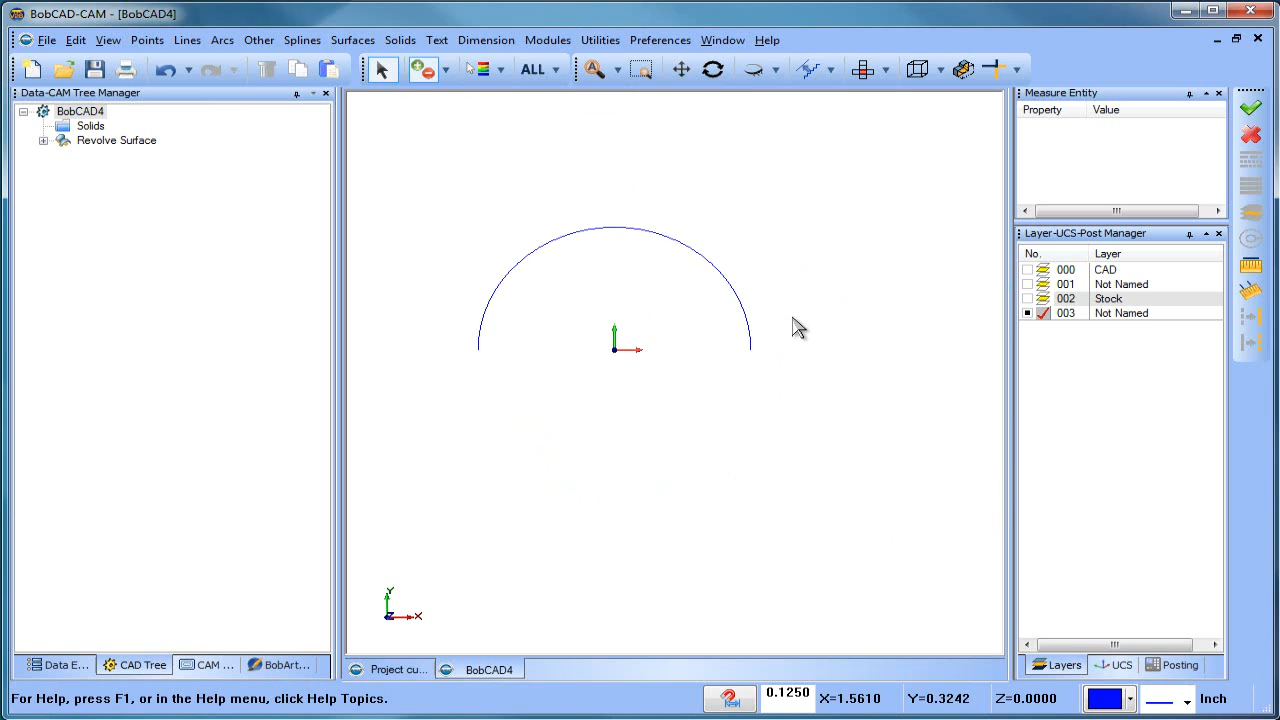 BobCAD-CAM - [BobCAD4]
File Edit View Points Lines Arcs Other Splines Surfaces Solids Text Dimension Modules Utilities Preferences Window Help
ALL
Data-CAM Tree Manager
BobCAD4
Solids
Revolve Surface
Data E... CAD Tree CAM ... BobArt...
Y
Z X
Project cu... BobCAD4
Measure Entity
Property Value
Layer-UCS-Post Manager
No. Layer
000 CAD
001 Not Named
002 Stock
003 Not Named
Layers UCS Posting
For Help, press F1, or in the Help menu, click Help Topics. 0.1250 X=1.5610 Y=0.3242 Z=0.0000 Inch